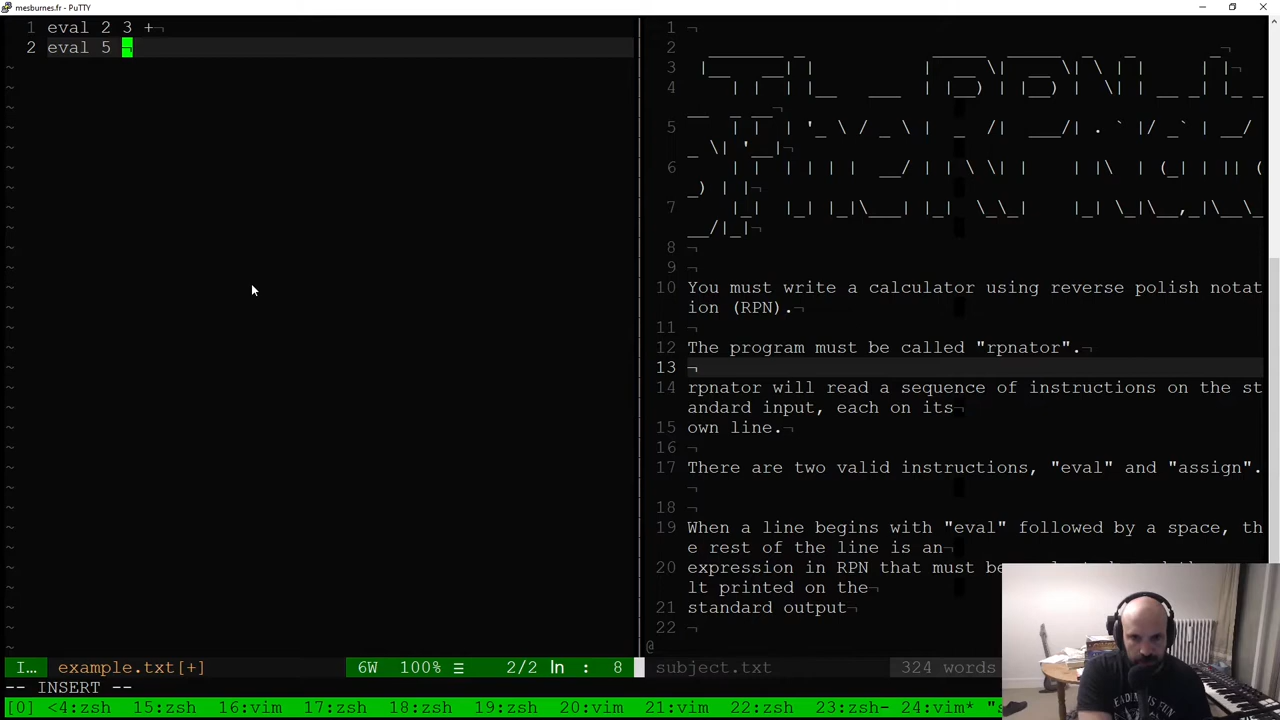 mesburnes.fr - PuTTY
1 eval 2 3 +¬
2 eval 5 ¬
1 ¬
2
3
4
5
6
7
8 ¬
9 ¬
10 You must write a calculator using reverse polish notat
ion (RPN).¬
11 ¬
12 The program must be called "rpnator".¬
13 ¬
14 rpnator will read a sequence of instructions on the st
andard input, each on its¬
15 own line.¬
16 ¬
17 There are two valid instructions, "eval" and "assign".
¬
18 ¬
19 When a line begins with "eval" followed by a space, th
e rest of the line is an¬
20 expression in RPN that must be
lt printed on the¬
21 standard output¬
22 ¬
@
I... example.txt[+] 6W 100% ☰ 2/2 ln : 8 subject.txt 324 words
-- INSERT --
[0] <4:zsh 15:zsh 16:vim 17:zsh 18:zsh 19:zsh 20:vim 21:vim 22:zsh 23:zsh- 24:vim* "s